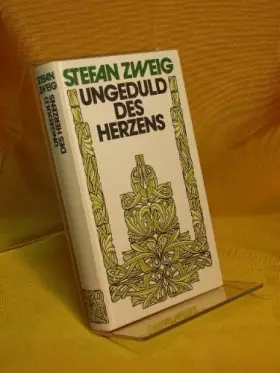 STEFAN ZWEIG
UNGEDULD
DES
HERZENS
STEFAN
ZWEIG
UNGEDULD
DES HERZENS